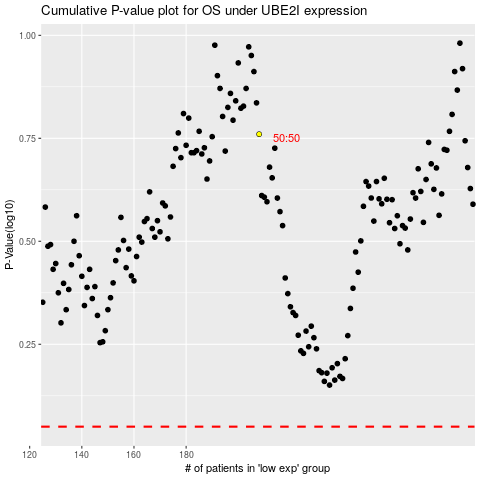 Cumulative P-value plot for OS under UBE2I expression
1.00
0.75
0.50
0.25
50:50
P-Value(log10)
120 140 160 180
# of patients in 'low exp' group